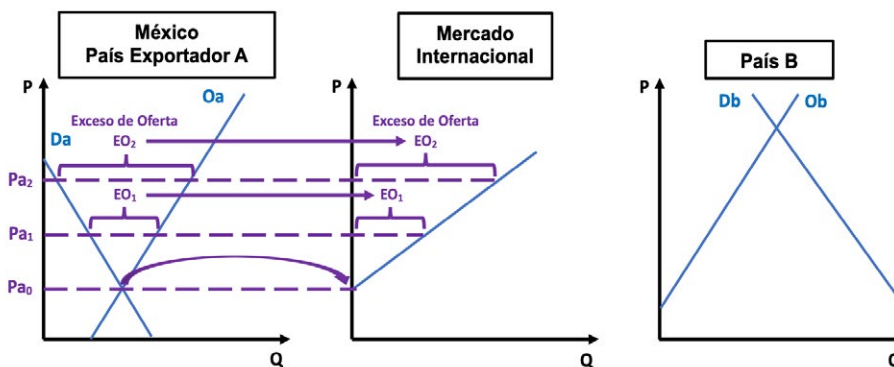 México
País Exportador A
Mercado
Internacional
País B
P
Oa
Da
Exceso de Oferta
EO₂
EO₁
Pa₂
Pa₁
Pa₀
Q
P
Exceso de Oferta
EO₂
EO₁
Q
P
Db
Ob